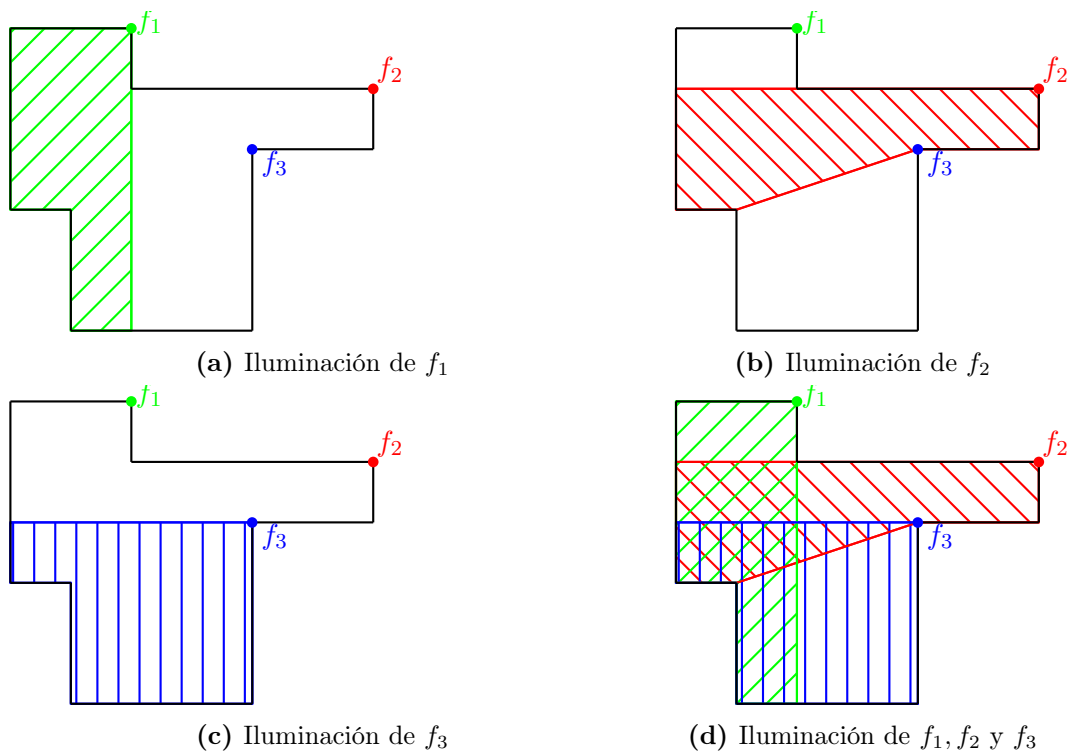 f₁
f₂
f₃
(a) Iluminación de f₁
f₁
f₂
f₃
(b) Iluminación de f₂
f₁
f₂
f₃
(c) Iluminación de f₃
f₁
f₂
f₃
(d) Iluminación de f₁, f₂ y f₃